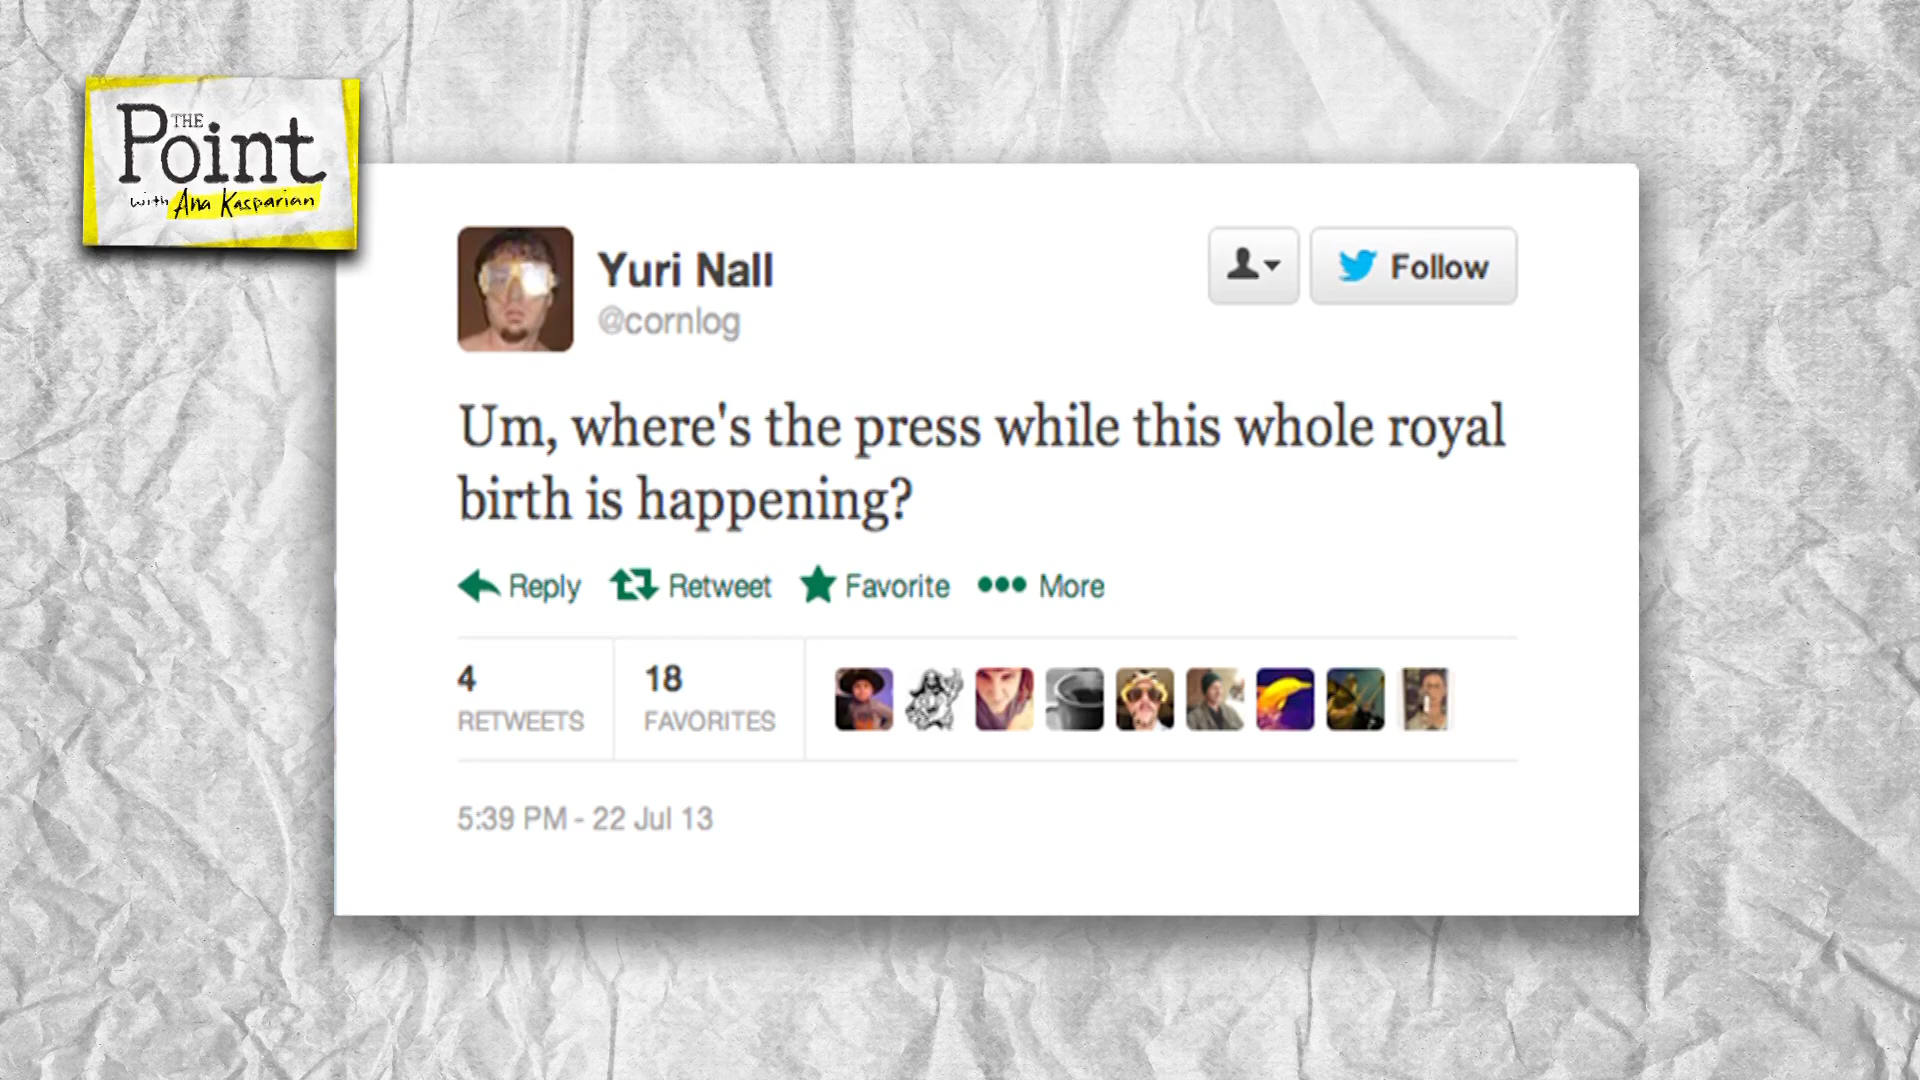 THE
Point
with Ana Kasparian
Yuri Nall
@cornlog
Follow
Um, where's the press while this whole royal
birth is happening?
Reply Retweet Favorite More
4 18
RETWEETS FAVORITES
5:39 PM - 22 Jul 13